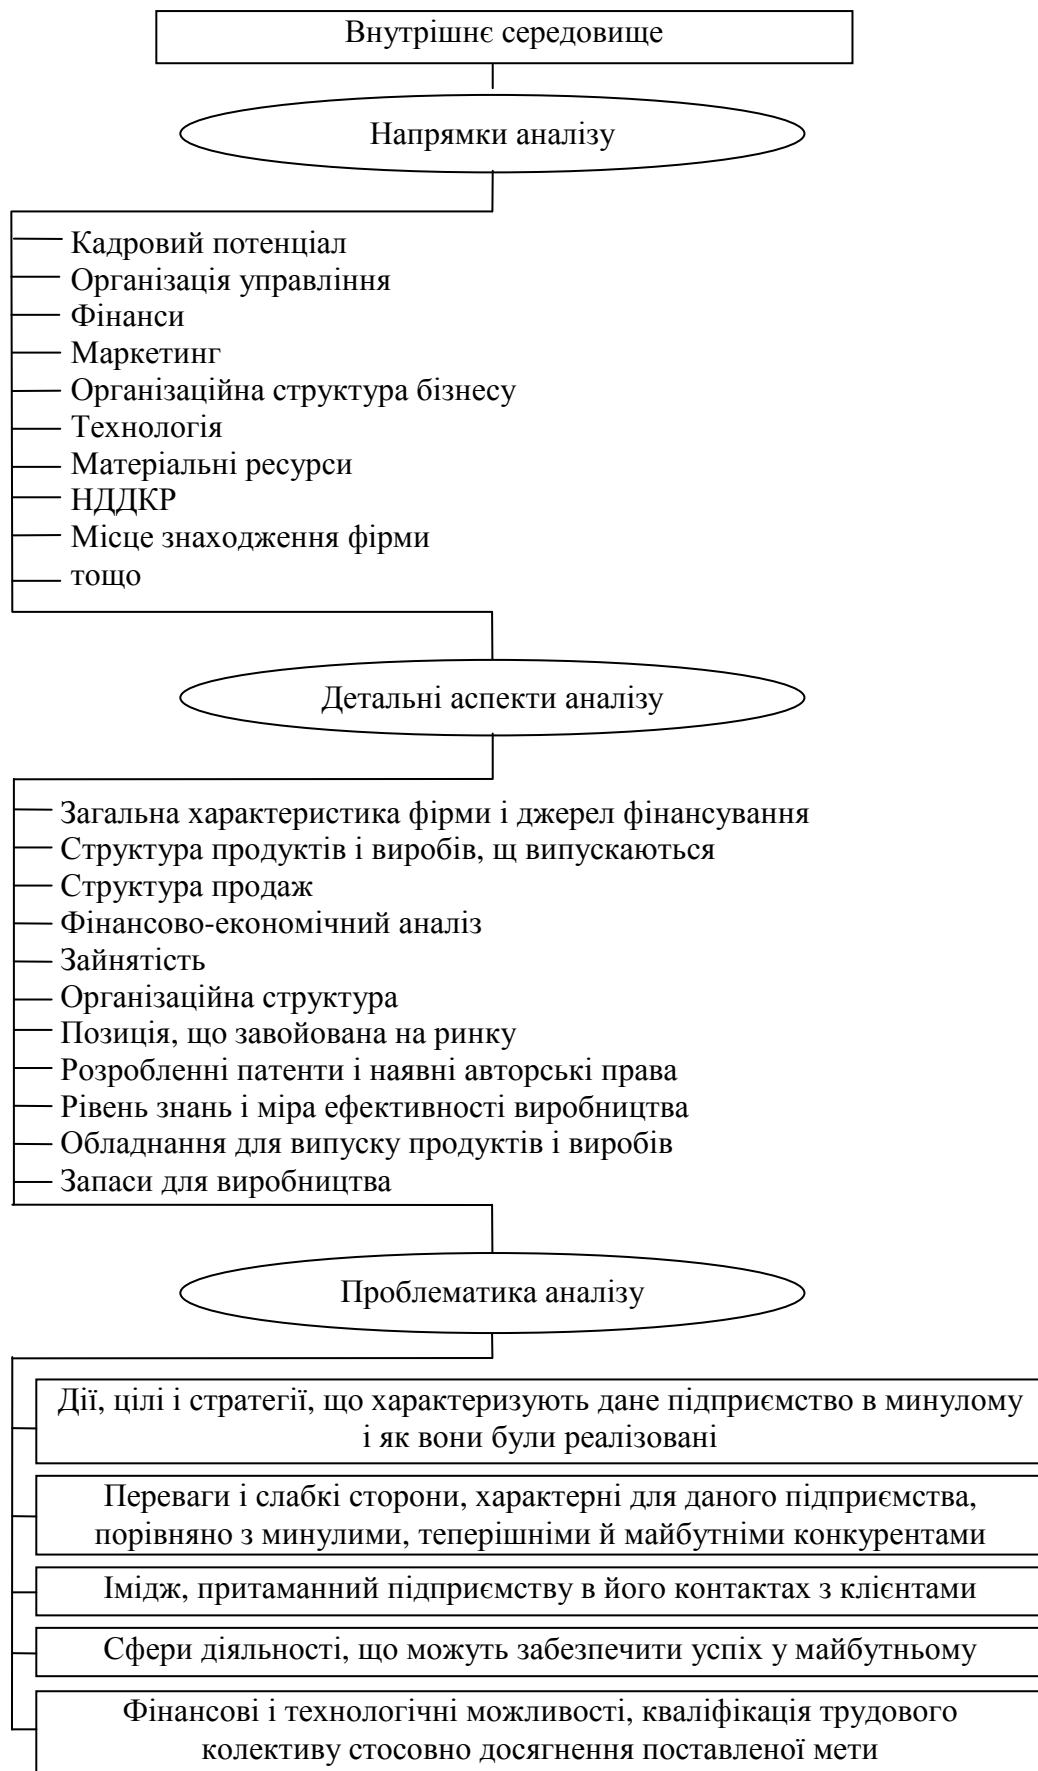 Внутрішнє середовище
Напрямки аналізу
Кадровий потенціал
Організація управління
Фінанси
Маркетинг
Організаційна структура бізнесу
Технологія
Матеріальні ресурси
НДДКР
Місце знаходження фірми
тощо
Детальні аспекти аналізу
Загальна характеристика фірми і джерел фінансування
Структура продуктів і виробів, щ випускаються
Структура продаж
Фінансово-економічний аналіз
Зайнятість
Організаційна структура
Позиція, що завойована на ринку
Розробленні патенти і наявні авторські права
Рівень знань і міра ефективності виробництва
Обладнання для випуску продуктів і виробів
Запаси для виробництва
Проблематика аналізу
Дії, цілі і стратегії, що характеризують дане підприємство в минулому
і як вони були реалізовані
Переваги і слабкі сторони, характерні для даного підприємства,
порівняно з минулими, теперішніми й майбутніми конкурентами
Імідж, притаманний підприємству в його контактах з клієнтами
Сфери діяльності, що можуть забезпечити успіх у майбутньому
Фінансові і технологічні можливості, кваліфікація трудового
колективу стосовно досягнення поставленої мети